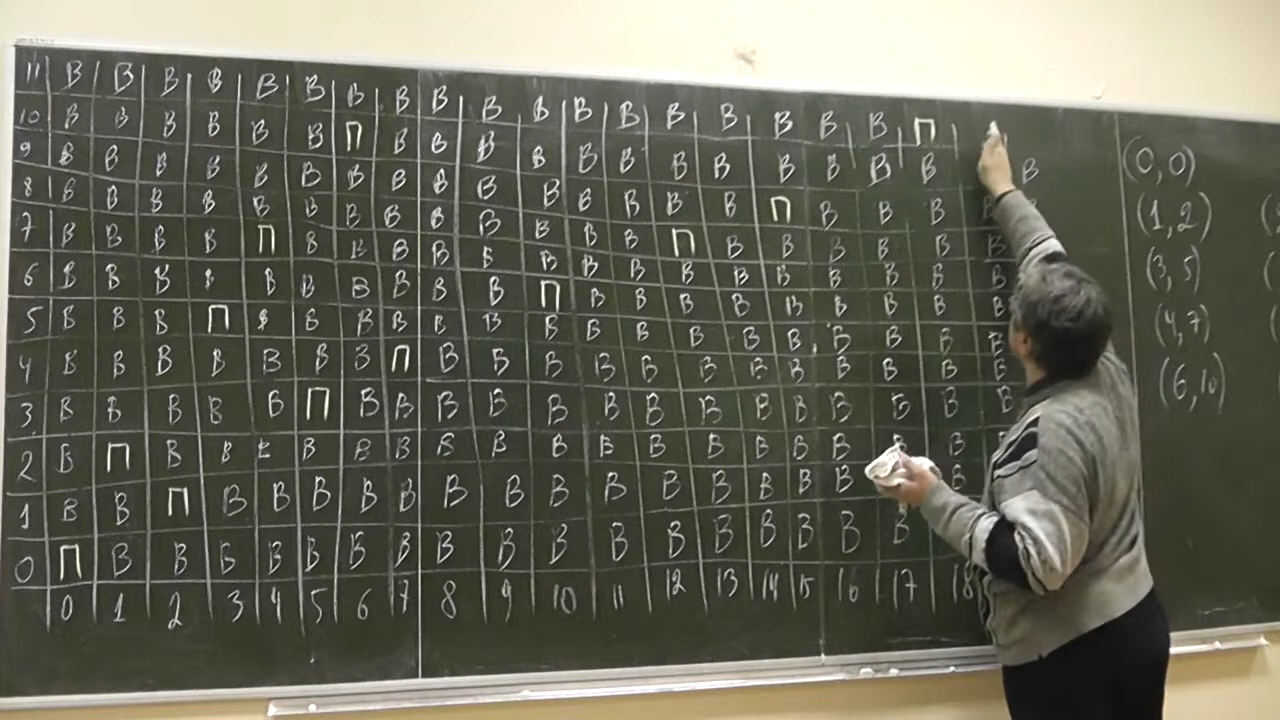 11 В В В В В В В В В В В В В В В В В В П
10 В В В В В В П В В В В В В В В В В В В В
9 В В В В В В В В В В В В В В В П В В В В
8 В В В В В В В В В В В В В П В В В В В В
7 В В В В П В В В В В В В В В В В В В В В
6 В В В В В В В В В В П В В В В В В В В В
5 В В В П В В В В В В В В В В В В В В В В
4 В В В В В В В П В В В В В В В В В В В В
3 В В В В В П В В В В В В В В В В В В В В
2 В П В В В В В В В В В В В В В В В В В
1 В В П В В В В В В В В В В В В В В В
0 П В В В В В В В В В В В В В В В В В
0 1 2 3 4 5 6 7 8 9 10 11 12 13 14 15 16 17 18
(0, 0)
(1, 2)
(3, 5)
(4, 7)
(6, 10)